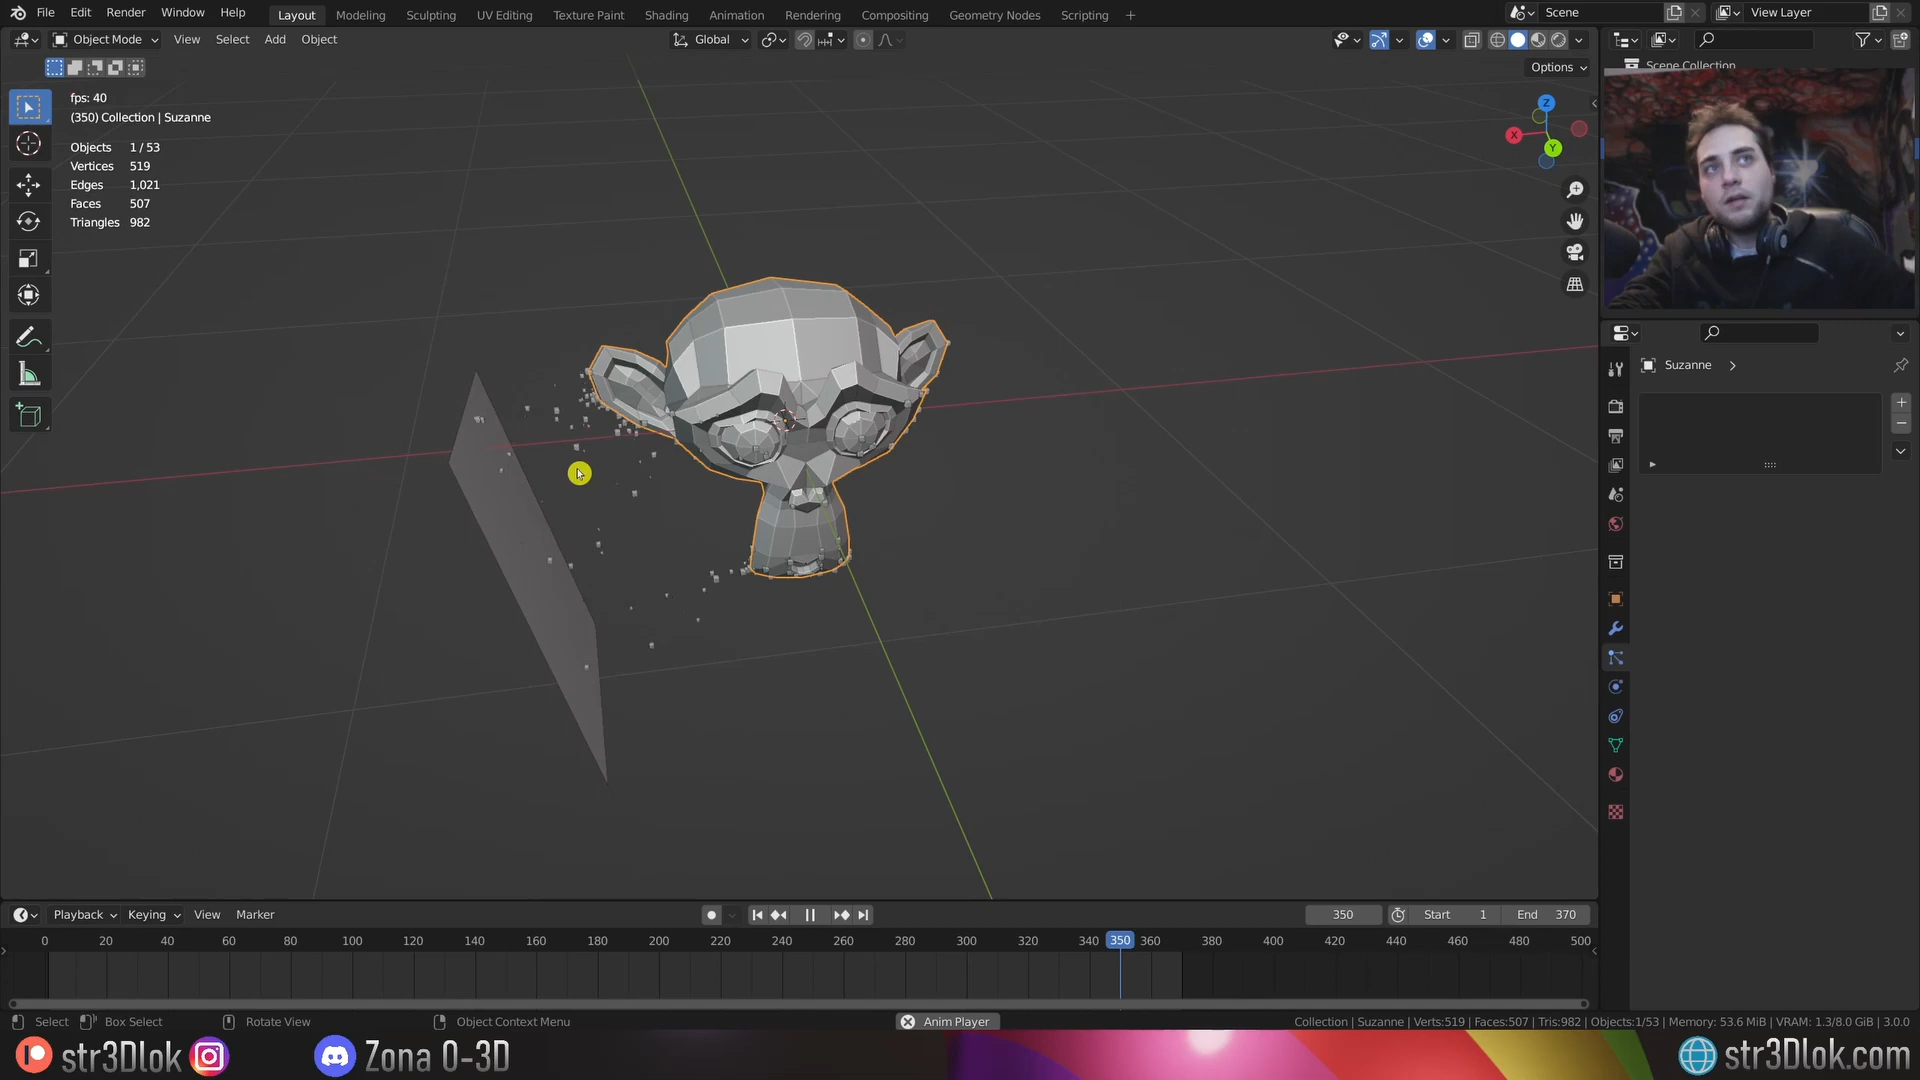 File Edit Render Window Help Layout Modeling Sculpting UV Editing Texture Paint Shading Animation Rendering Compositing Geometry Nodes Scripting + Scene View Layer
Object Mode View Select Add Object Global
Options
Scene Collection
fps: 40
(350) Collection | Suzanne
Objects 1 / 53
Vertices 519
Edges 1,021
Faces 507
Triangles 982
Z
X
Y
Suzanne
Playback Keying View Marker 350 Start 1 End 370
0 20 40 60 80 100 120 140 160 180 200 220 240 260 280 300 320 340 350 360 380 400 420 440 460 480 500
Select Box Select Rotate View Object Context Menu Anim Player Collection | Suzanne | Verts:519 | Faces:507 | Tris:982 | Objects:1/53 | Memory: 53.6 MiB | VRAM: 1.3/8.0 GiB | 3.0.0
str3Dlok Zona 0-3D str3Dlok.com